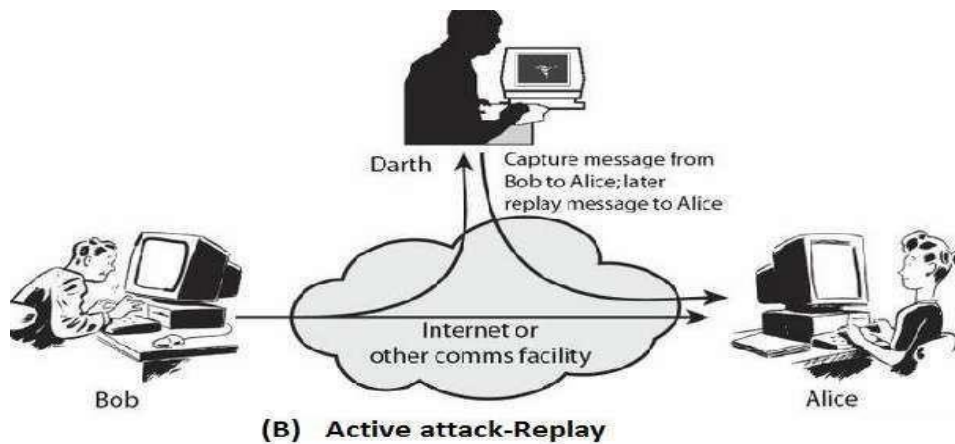 Darth
Capture message from
Bob to Alice; later
replay message to Alice
Internet or
other comms facility
Bob
Alice
(B) Active attack-Replay